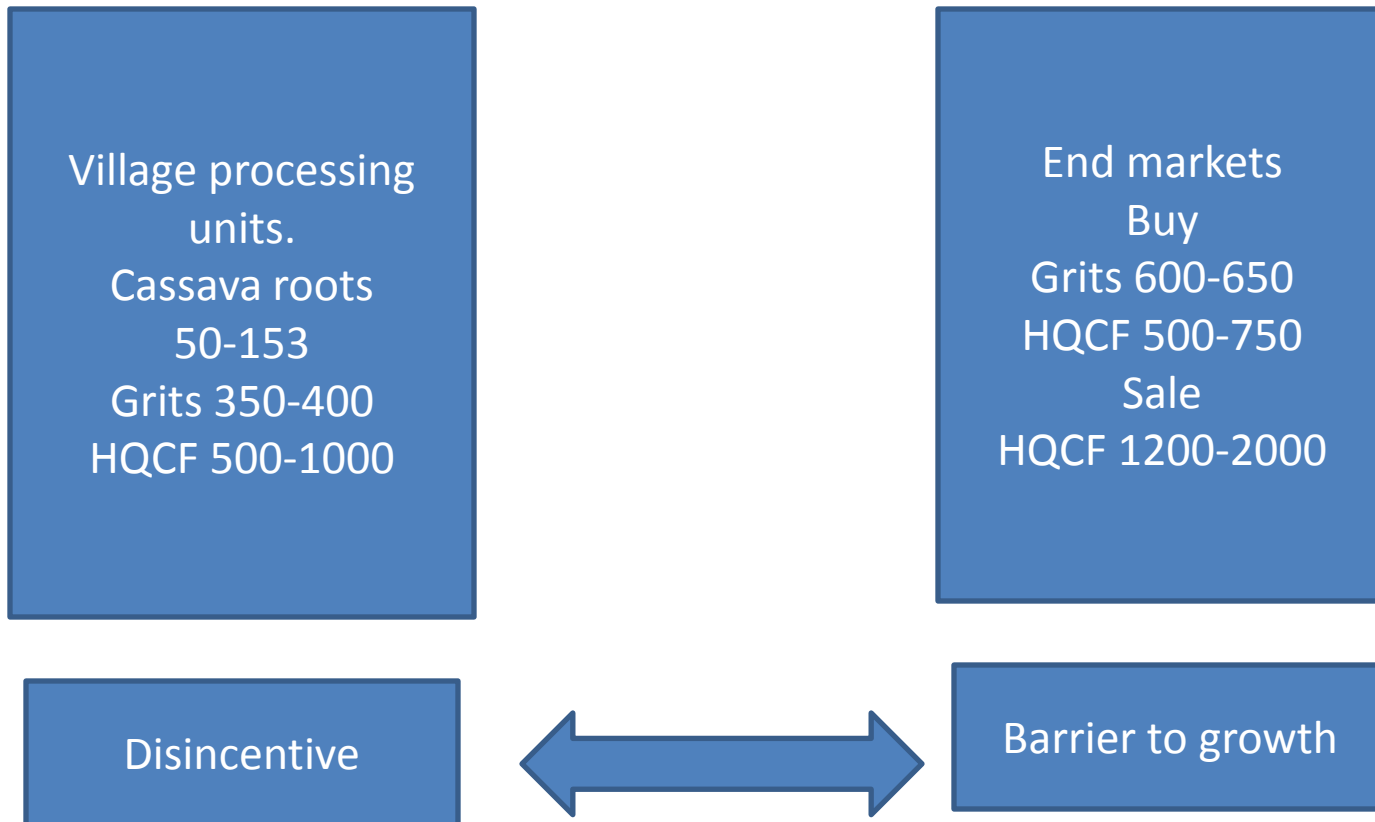 Village processing
units.
Cassava roots
50-153
Grits 350-400
HQCF 500-1000
End markets
Buy
Grits 600-650
HQCF 500-750
Sale
HQCF 1200-2000
Disincentive
Barrier to growth